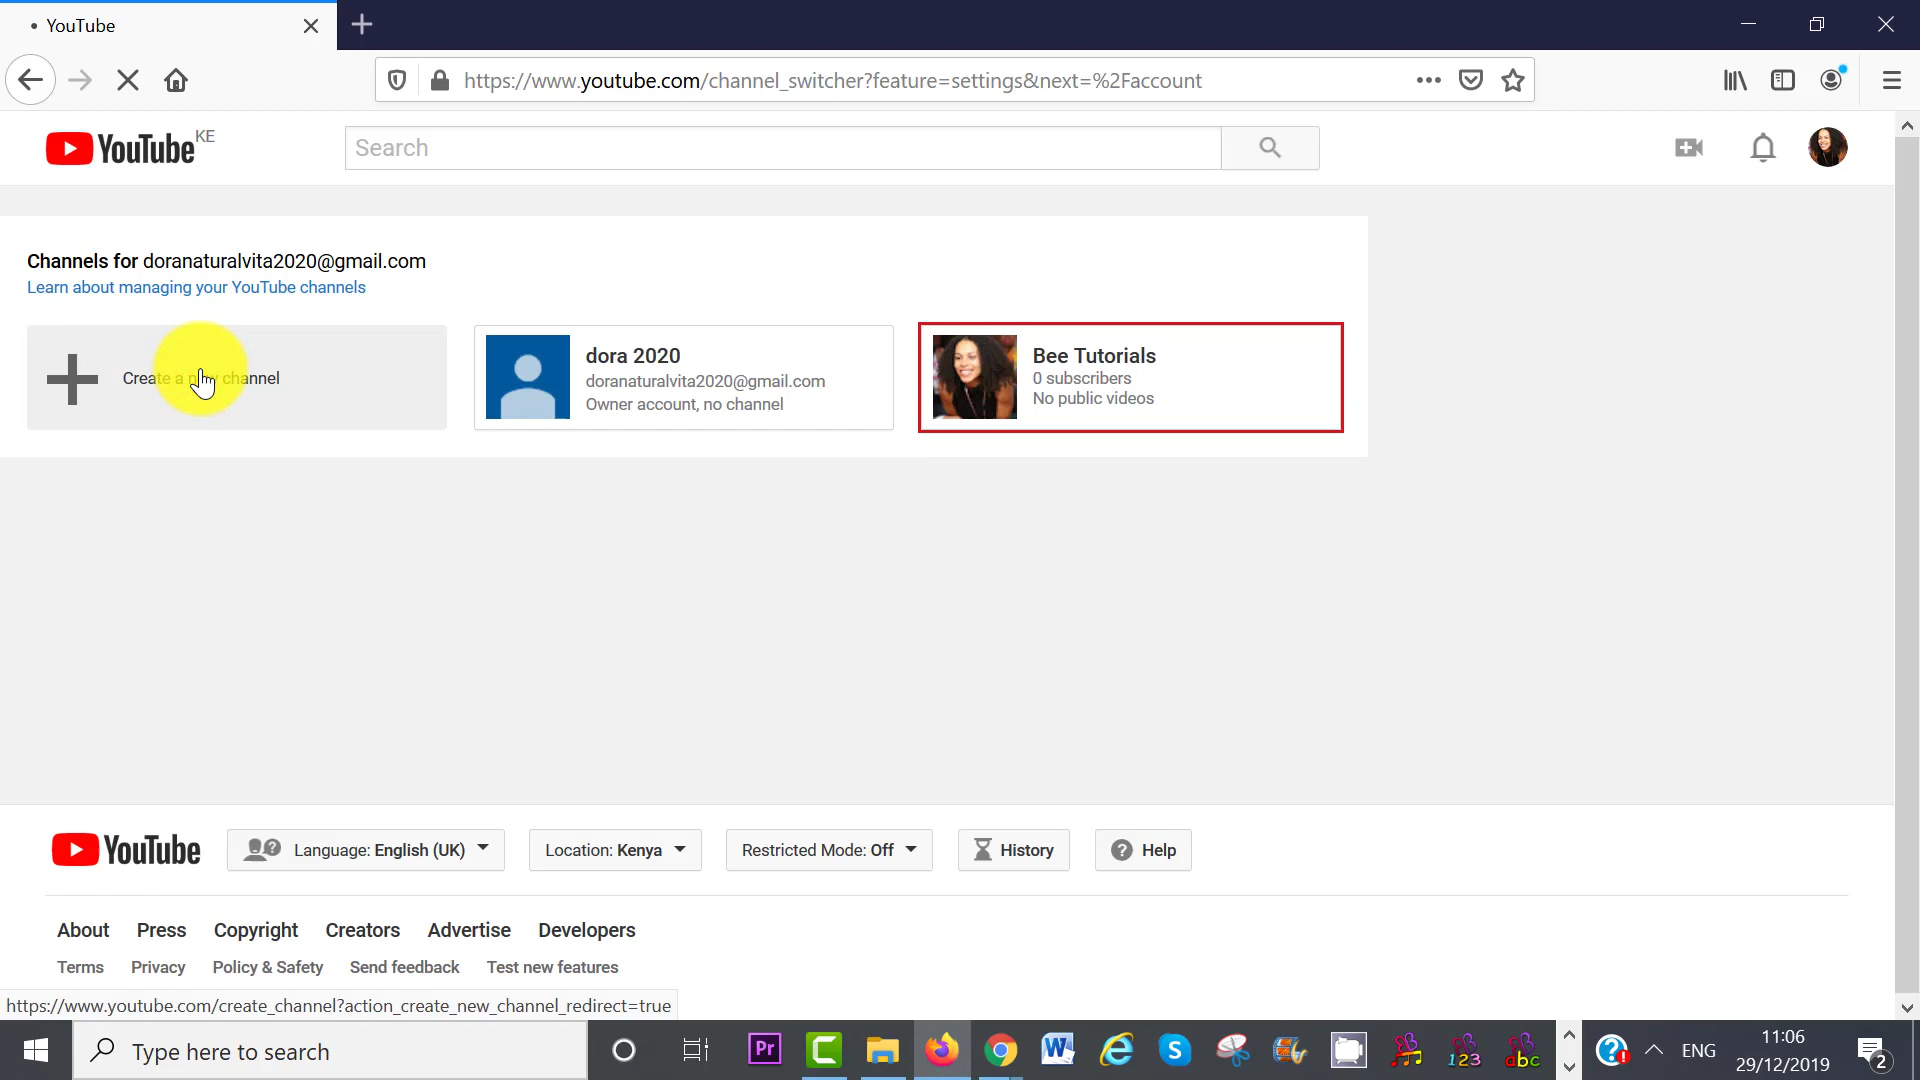 • YouTube
https://www.youtube.com/channel_switcher?feature=settings&next=%2Faccount
YouTube KE
Search
Channels for doranaturalvita2020@gmail.com
Learn about managing your YouTube channels
Create a new channel
dora 2020
doranaturalvita2020@gmail.com
Owner account, no channel
Bee Tutorials
0 subscribers
No public videos
YouTube
Language: English (UK)
Location: Kenya
Restricted Mode: Off
History
Help
About Press Copyright Creators Advertise Developers
Terms Privacy Policy & Safety Send feedback Test new features
https://www.youtube.com/create_channel?action_create_new_channel_redirect=true
Type here to search
Pr
123
abc
ENG
11:06
29/12/2019
2